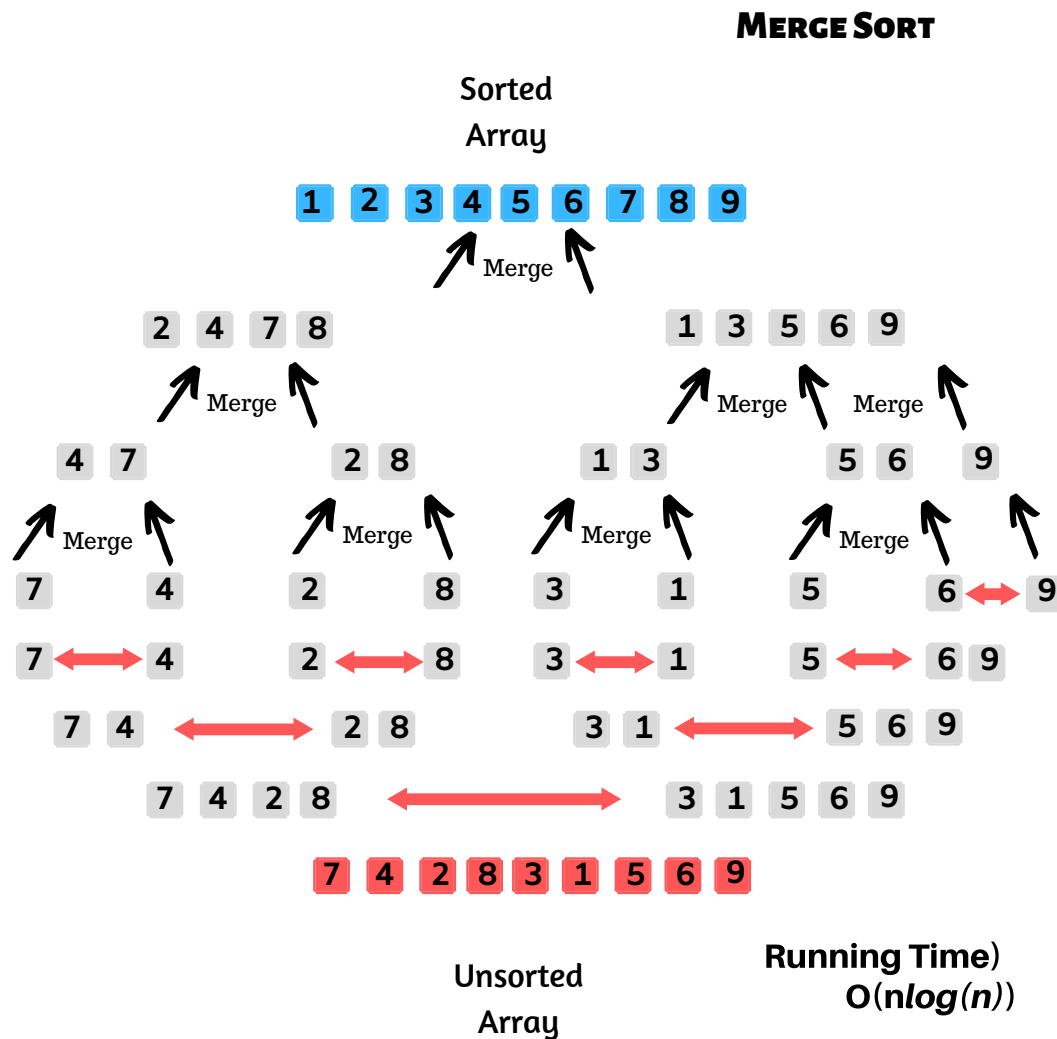 Merge Sort
Sorted
Array
1 2 3 4 5 6 7 8 9
Merge
2 4 7 8 1 3 5 6 9
Merge Merge Merge
4 7 2 8 1 3 5 6 9
Merge Merge Merge Merge
7 4 2 8 3 1 5 6 9
7 4 2 8 3 1 5 6 9
7 4 2 8 3 1 5 6 9
7 4 2 8 3 1 5 6 9
7 4 2 8 3 1 5 6 9
Unsorted
Array
Running Time)
O(nlog(n))